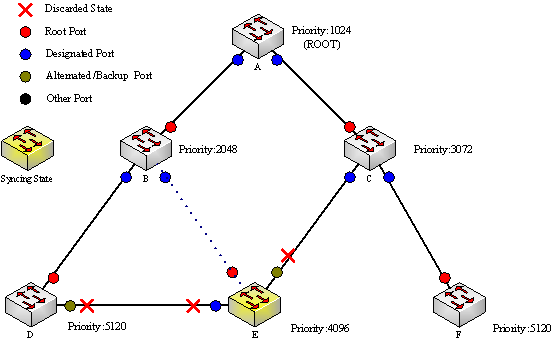 Discarded State
Root Port
Designated Port
Alternated/Backup Port
Other Port
Syncing State
Priority:1024
(ROOT)
A
Priority:2048
B
Priority:3072
C
D
Priority:5120
E
Priority:4096
F
Priority:5120